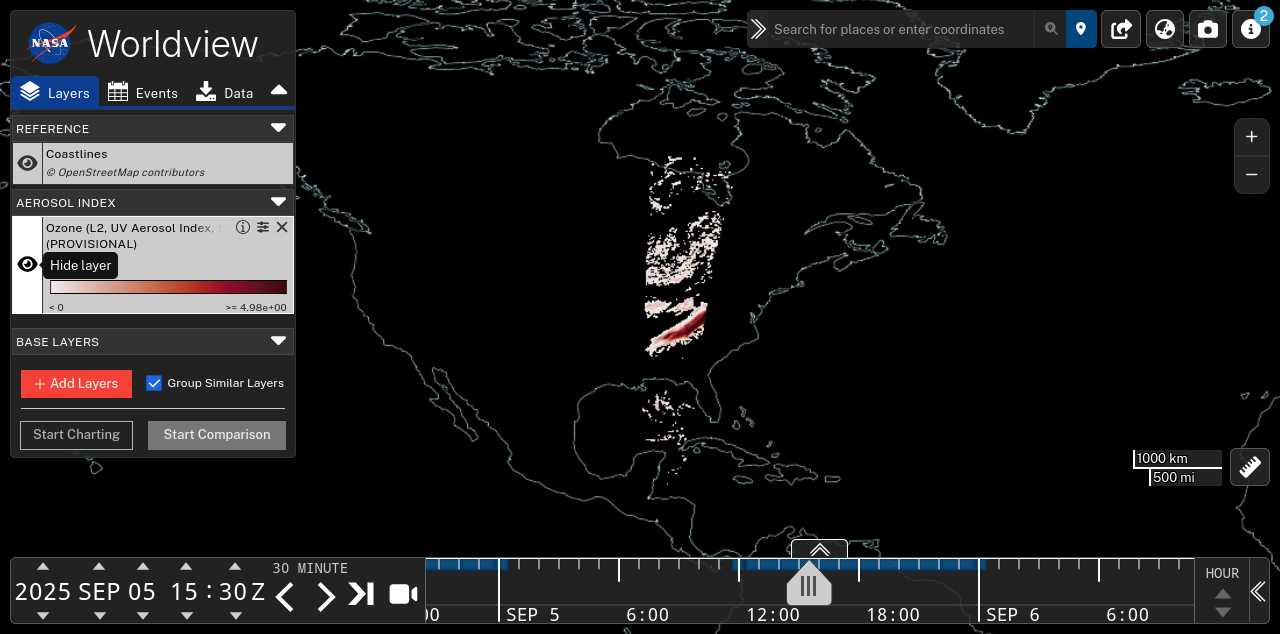 NASA
Worldview
Layers
Events
Data
REFERENCE
Coastlines
© OpenStreetMap contributors
AEROSOL INDEX
Ozone (L2, UV Aerosol Index,
(PROVISIONAL)
Hide layer
< 0
>= 4.98e+00
BASE LAYERS
+ Add Layers
Group Similar Layers
Start Charting
Start Comparison
Search for places or enter coordinates
2
+
−
1000 km
500 mi
2025 SEP 05 15 : 30 Z
30 MINUTE
00
SEP 5
6:00
12:00
18:00
SEP 6
6:00
HOUR